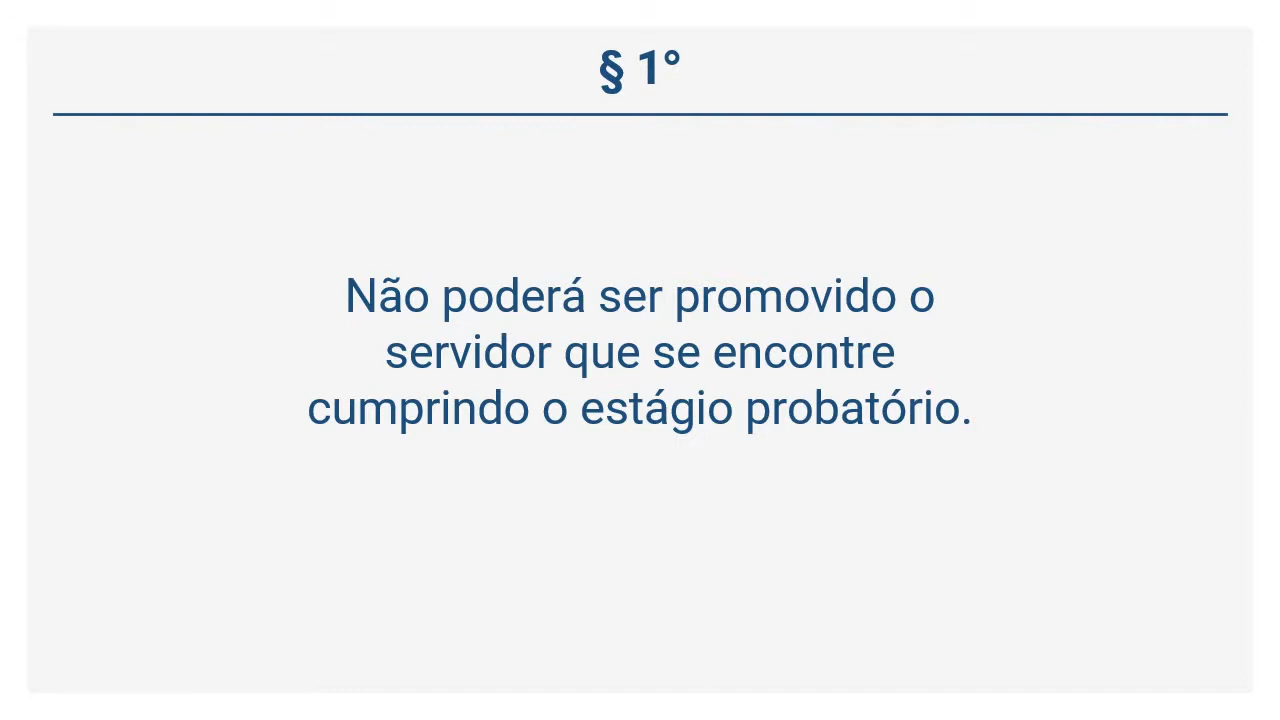 § 1°
Não poderá ser promovido o
servidor que se encontre
cumprindo o estágio probatório.